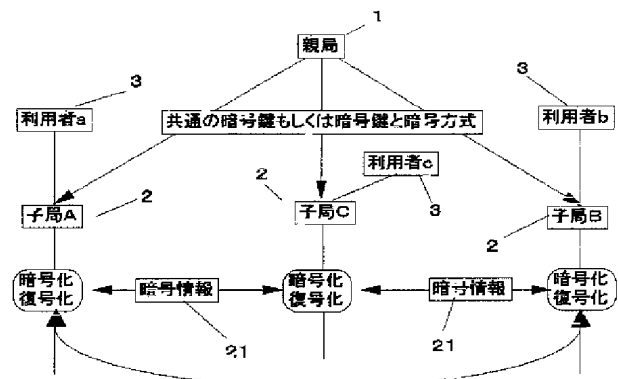 1
親局
3
利用者a
3
利用者b
共通の暗号鍵もしくは暗号鍵と暗号方式
利用者c
2
2
3
子局A
子局C
子局B
2
暗号化
復号化
暗号情報
暗号化
復号化
暗号情報
暗号化
復号化
21
21